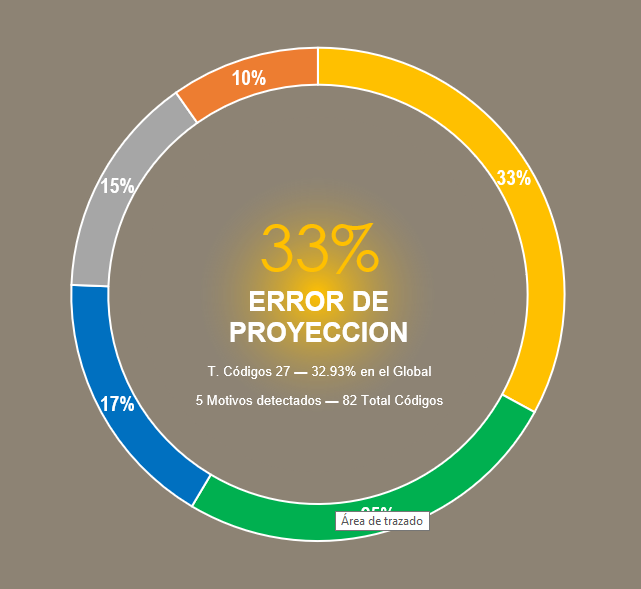 10%
33%
15%
33%
ERROR DE
PROYECCION
T. Códigos 27 — 32.93% en el Global
5 Motivos detectados — 82 Total Códigos
17%
Área de trazado